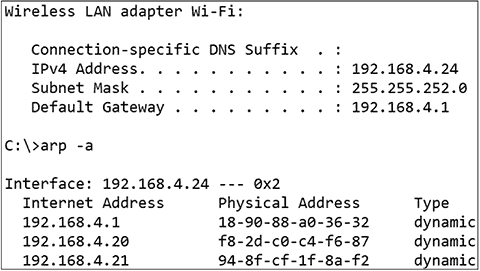 Wireless LAN adapter Wi-Fi:
Connection-specific DNS Suffix . :
IPv4 Address. . . . . . . . . . . : 192.168.4.24
Subnet Mask . . . . . . . . . . . : 255.255.252.0
Default Gateway . . . . . . . . . : 192.168.4.1
C:\>arp -a
Interface: 192.168.4.24 --- 0x2
Internet Address Physical Address Type
192.168.4.1 18-90-88-a0-36-32 dynamic
192.168.4.20 f8-2d-c0-c4-f6-87 dynamic
192.168.4.21 94-8f-cf-1f-8a-f2 dynamic